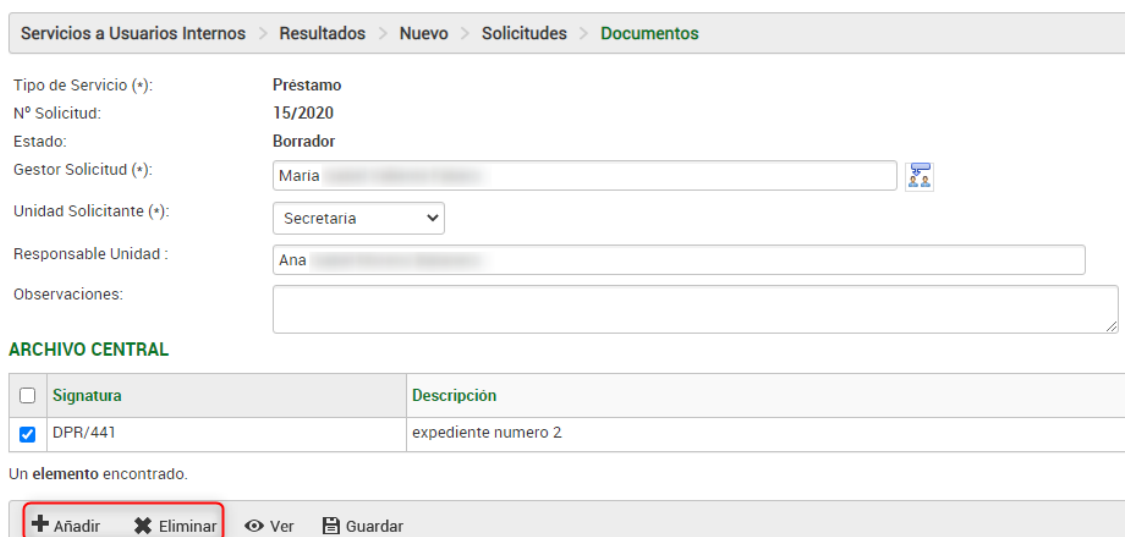 Servicios a Usuarios Internos > Resultados > Nuevo > Solicitudes > Documentos
Tipo de Servicio (*): Préstamo
Nº Solicitud: 15/2020
Estado: Borrador
Gestor Solicitud (*): Maria
Unidad Solicitante (*): Secretaria
Responsable Unidad : Ana
Observaciones:
ARCHIVO CENTRAL
Signatura Descripción
DPR/441 expediente numero 2
Un elemento encontrado.
Añadir Eliminar Ver Guardar